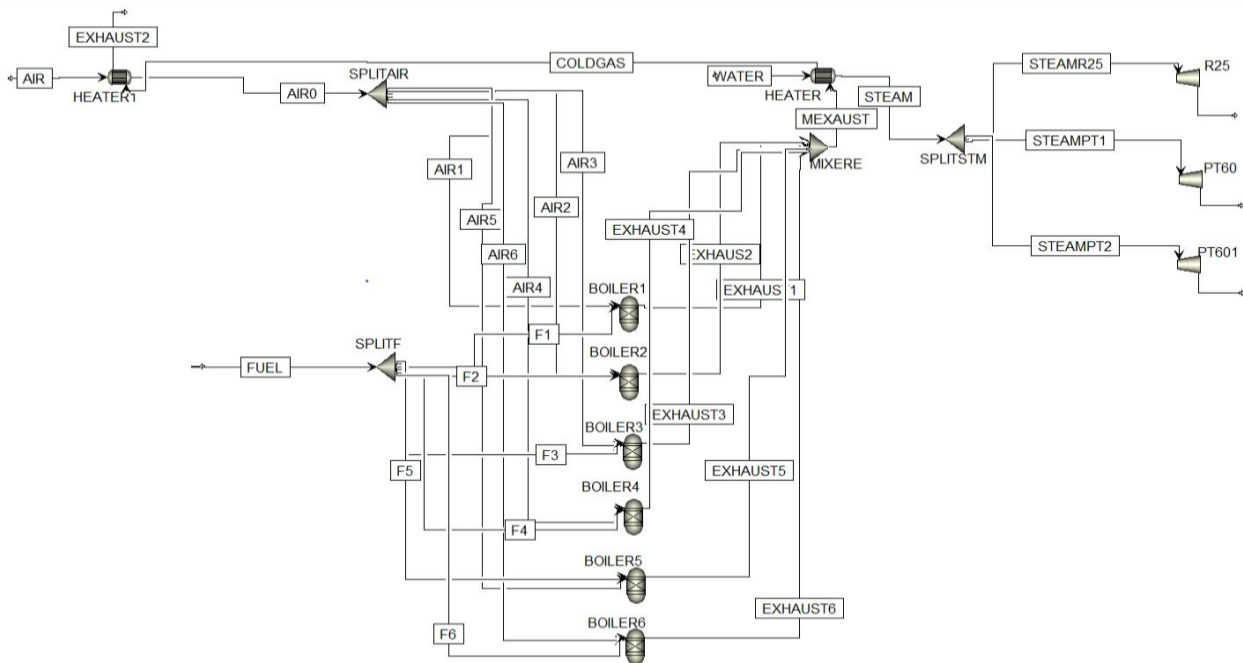 EXHAUST2
AIR
HEATER1
AIR0
SPLITAIR
COLDGAS
WATER
HEATER
STEAM
MEXAUST
MIXERE
SPLITSTM
STEAMR25
R25
STEAMPT1
PT60
STEAMPT2
PT601
AIR1
AIR3
AIR5
AIR2
AIR6
AIR4
EXHAUST4
EXHAUS2
EXHAUST1
BOILER1
F1
SPLITF
FUEL
F2
BOILER2
EXHAUST3
BOILER3
F3
F5
EXHAUST5
BOILER4
F4
BOILER5
EXHAUST6
BOILER6
F6